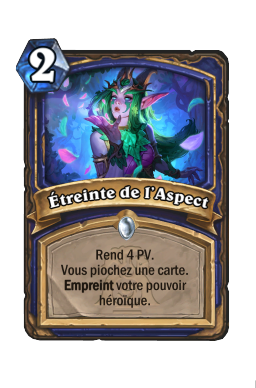 2
Étreinte de l'Aspect
Rend 4 PV.
Vous piochez une carte.
Empreint votre pouvoir
héroïque.